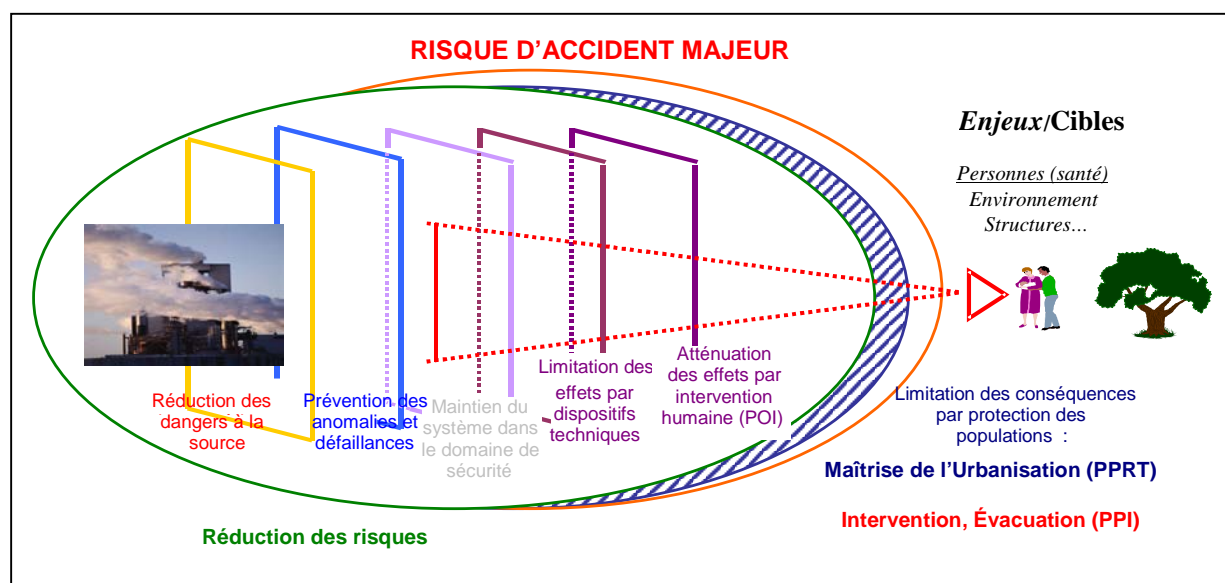 RISQUE D'ACCIDENT MAJEUR
Enjeux/Cibles
Personnes (santé)
Environnement
Structures…
Réduction des
dangers à la
source
Prévention des
anomalies et
défaillances
Maintien du
système dans
le domaine de
sécurité
Limitation des
effets par
dispositifs
techniques
Atténuation
des effets par
intervention
humaine (POI)
Limitation des conséquences
par protection des
populations :
Maîtrise de l'Urbanisation (PPRT)
Intervention, Évacuation (PPI)
Réduction des risques